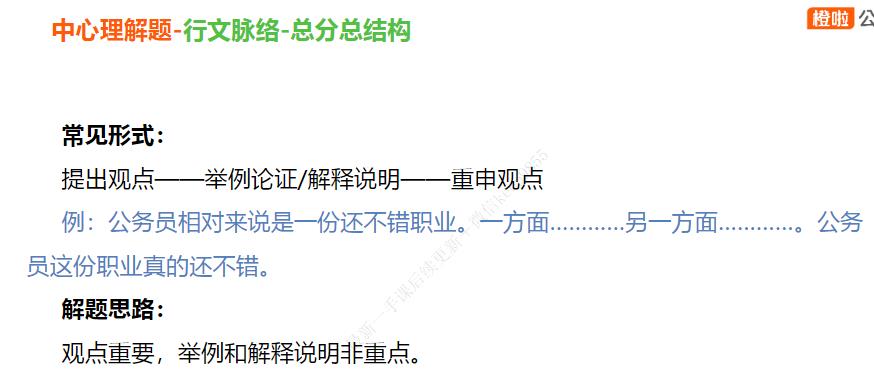 中心理解题-行文脉络-总分总结构
橙啦 公
常见形式：
提出观点——举例论证/解释说明——重申观点
例：公务员相对来说是一份还不错职业。一方面…………另一方面…………。公务
员这份职业真的还不错。
解题思路：
观点重要，举例和解释说明非重点。